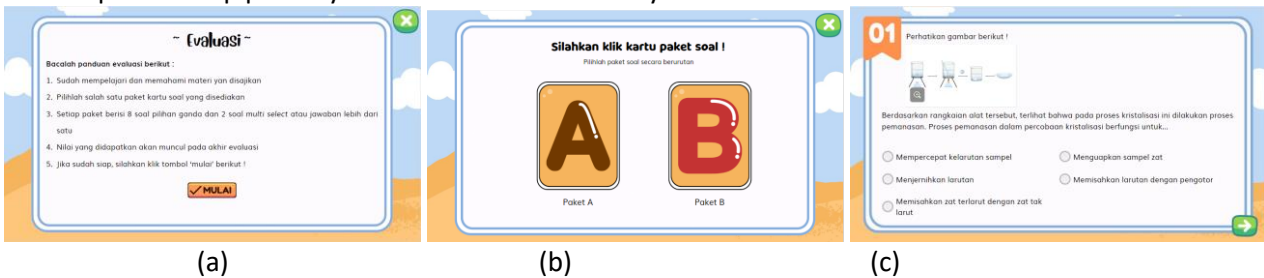 ~ Evaluasi ~
Bacalah panduan evaluasi berikut :
1. Sudah mempelajari dan memahami materi yan disajikan
2. Pilihlah salah satu paket kartu soal yang disediakan
3. Setiap paket berisi 8 soal pilihan ganda dan 2 soal multi select atau jawaban lebih dari
satu
4. Nilai yang didapatkan akan muncul pada akhir evaluasi
5. Jika sudah siap, silahkan klik tombol 'mulai' berikut !
MULAI
(a)
Silahkan klik kartu paket soal !
Pilihlah paket soal secara berurutan
A
B
Paket A
Paket B
(b)
01
Perhatikan gambar berikut !
Berdasarkan rangkaian alat tersebut, terlihat bahwa pada proses kristalisasi ini dilakukan proses
pemanasan. Proses pemanasan dalam percobaan kristalisasi berfungsi untuk...
Mempercepat kelarutan sampel
Menguapkan sampel zat
Menjernihkan larutan
Memisahkan larutan dengan pengotor
Memisahkan zat terlarut dengan zat tak
larut
(c)